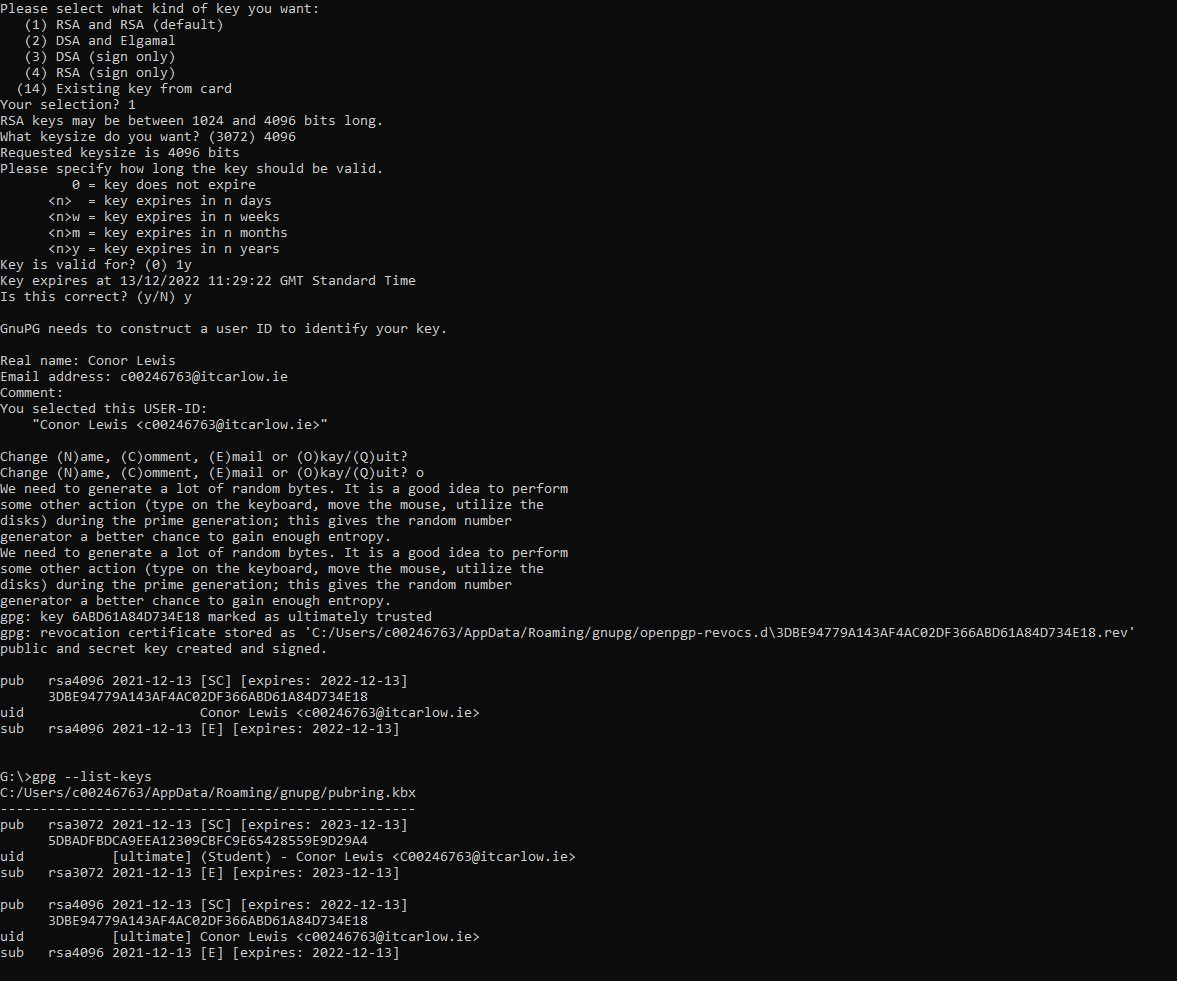 Please select what kind of key you want:
   (1) RSA and RSA (default)
   (2) DSA and Elgamal
   (3) DSA (sign only)
   (4) RSA (sign only)
  (14) Existing key from card
Your selection? 1
RSA keys may be between 1024 and 4096 bits long.
What keysize do you want? (3072) 4096
Requested keysize is 4096 bits
Please specify how long the key should be valid.
         0 = key does not expire
      <n>  = key expires in n days
      <n>w = key expires in n weeks
      <n>m = key expires in n months
      <n>y = key expires in n years
Key is valid for? (0) 1y
Key expires at 13/12/2022 11:29:22 GMT Standard Time
Is this correct? (y/N) y

GnuPG needs to construct a user ID to identify your key.

Real name: Conor Lewis
Email address: c00246763@itcarlow.ie
Comment:
You selected this USER-ID:
    "Conor Lewis <c00246763@itcarlow.ie>"

Change (N)ame, (C)omment, (E)mail or (O)kay/(Q)uit?
Change (N)ame, (C)omment, (E)mail or (O)kay/(Q)uit? o
We need to generate a lot of random bytes. It is a good idea to perform
some other action (type on the keyboard, move the mouse, utilize the
disks) during the prime generation; this gives the random number
generator a better chance to gain enough entropy.
We need to generate a lot of random bytes. It is a good idea to perform
some other action (type on the keyboard, move the mouse, utilize the
disks) during the prime generation; this gives the random number
generator a better chance to gain enough entropy.
gpg: key 6ABD61A84D734E18 marked as ultimately trusted
gpg: revocation certificate stored as 'C:/Users/c00246763/AppData/Roaming/gnupg/openpgp-revocs.d\3DBE94779A143AF4AC02DF366ABD61A84D734E18.rev'
public and secret key created and signed.

pub   rsa4096 2021-12-13 [SC] [expires: 2022-12-13]
      3DBE94779A143AF4AC02DF366ABD61A84D734E18
uid                      Conor Lewis <c00246763@itcarlow.ie>
sub   rsa4096 2021-12-13 [E] [expires: 2022-12-13]


G:\>gpg --list-keys
C:/Users/c00246763/AppData/Roaming/gnupg/pubring.kbx
----------------------------------------------------
pub   rsa3072 2021-12-13 [SC] [expires: 2023-12-13]
      5DBADFBDCA9EEA12309CBFC9E65428559E9D29A4
uid           [ultimate] (Student) - Conor Lewis <C00246763@itcarlow.ie>
sub   rsa3072 2021-12-13 [E] [expires: 2023-12-13]

pub   rsa4096 2021-12-13 [SC] [expires: 2022-12-13]
      3DBE94779A143AF4AC02DF366ABD61A84D734E18
uid           [ultimate] Conor Lewis <c00246763@itcarlow.ie>
sub   rsa4096 2021-12-13 [E] [expires: 2022-12-13]